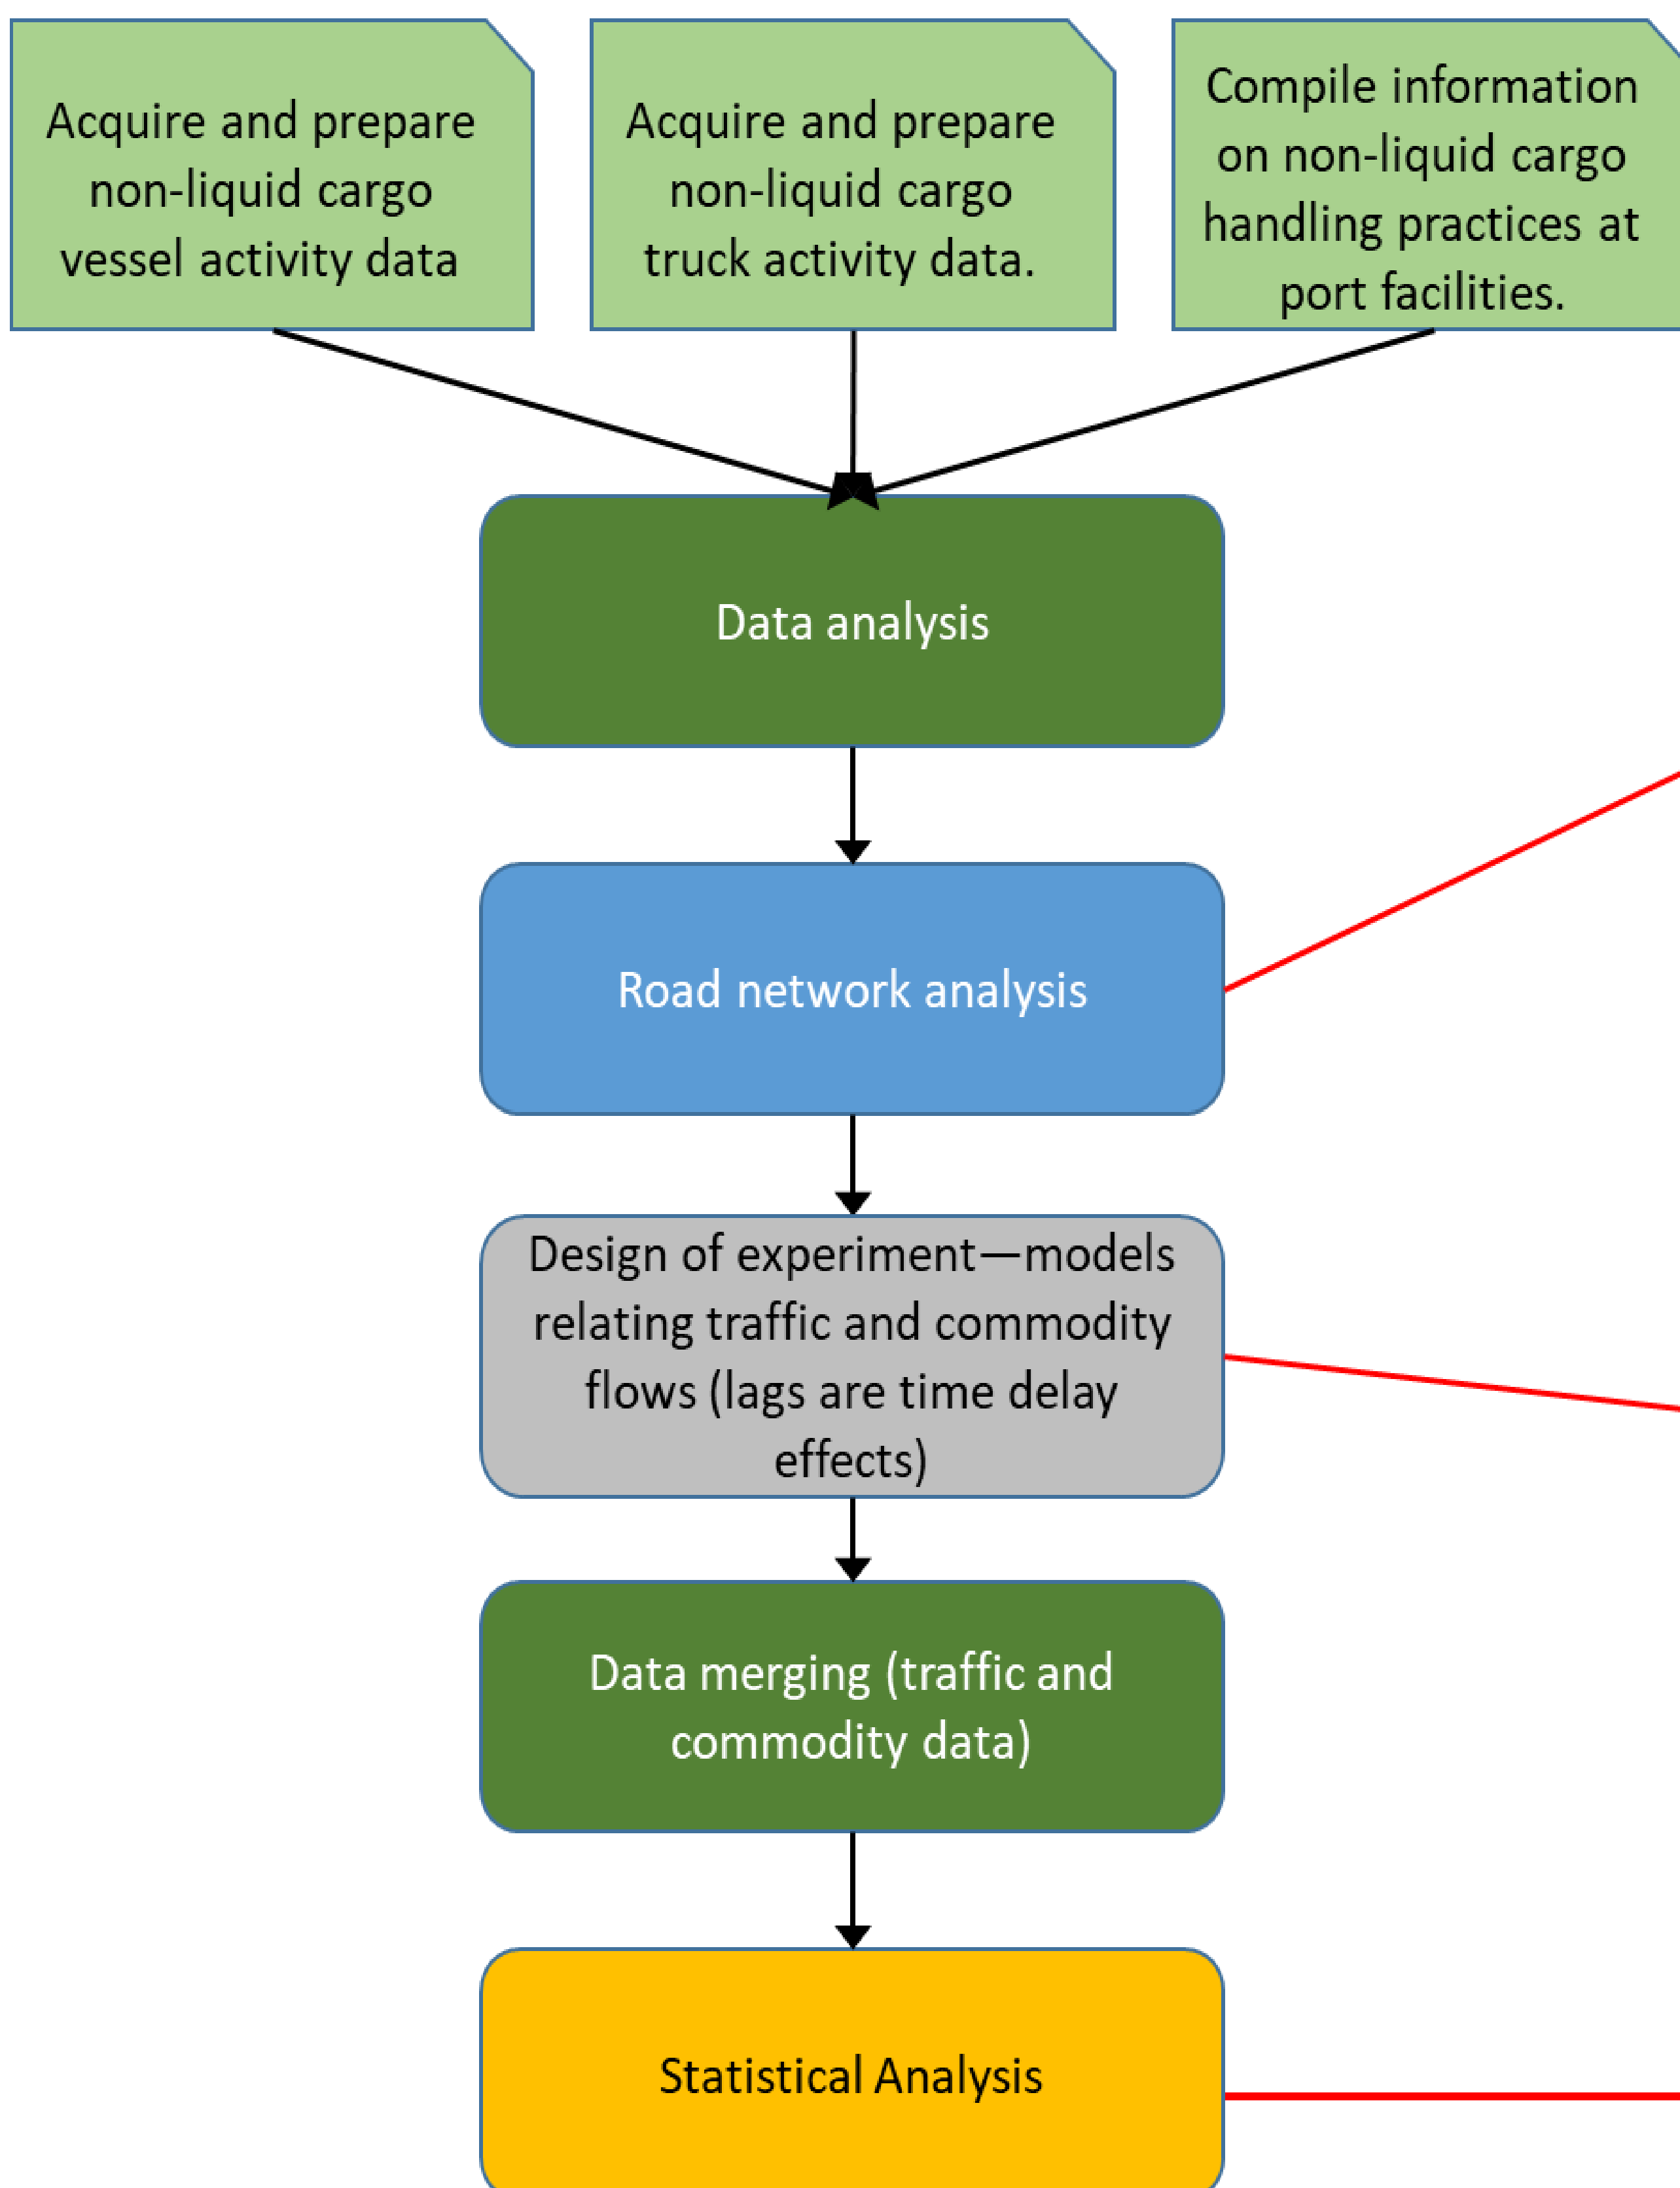 Acquire and prepare
non-liquid cargo
vessel activity data
Acquire and prepare
non-liquid cargo
truck activity data.
Compile information
on non-liquid cargo
handling practices at
port facilities.
Data analysis
Road network analysis
Design of experiment—models
relating traffic and commodity
flows (lags are time delay
effects)
Data merging (traffic and
commodity data)
Statistical Analysis